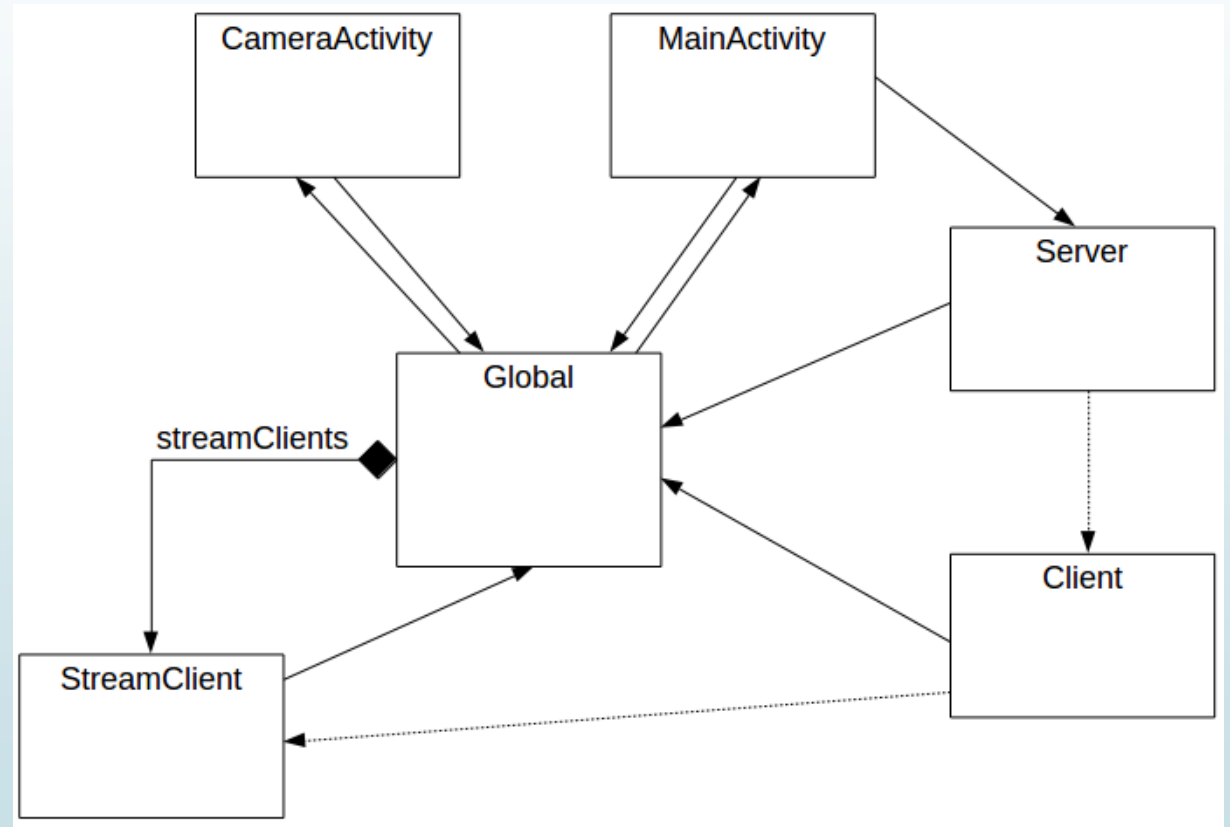 CameraActivity
MainActivity
Server
Global
streamClients
Client
StreamClient